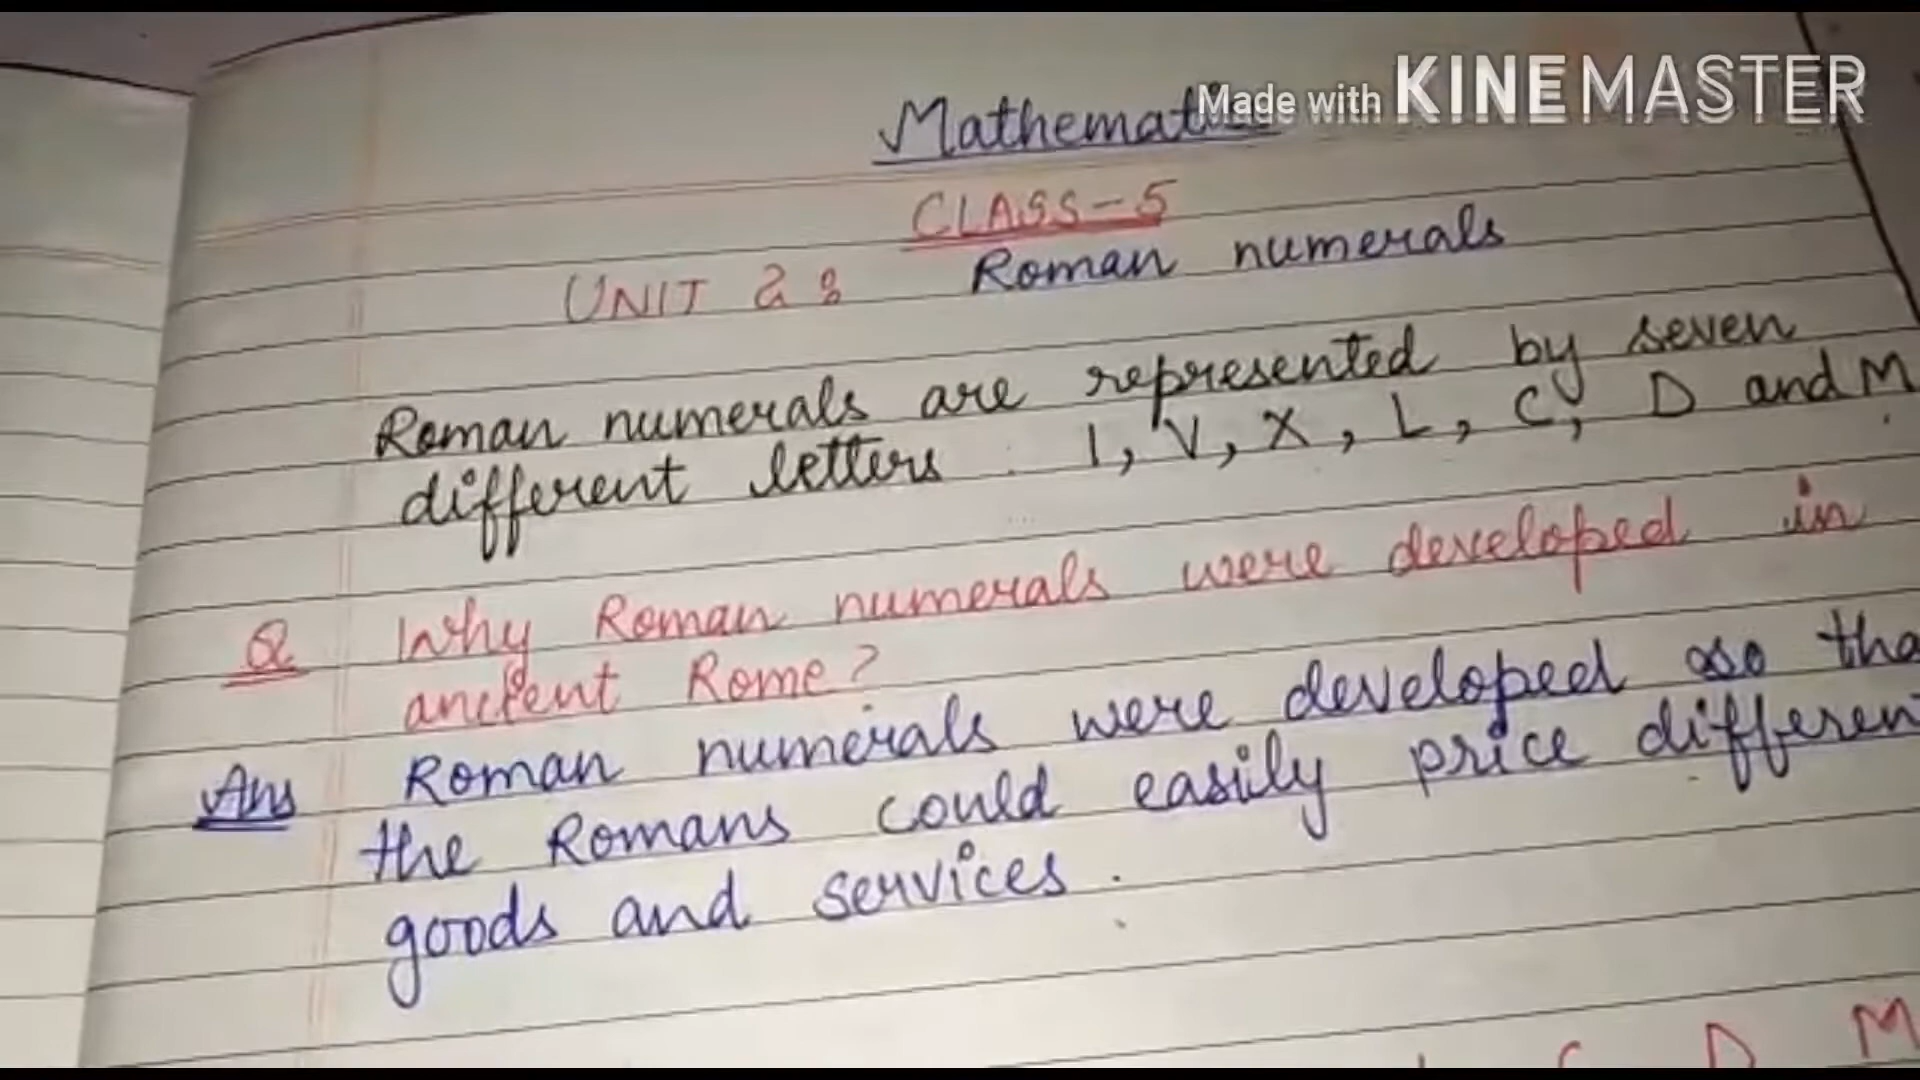 Made with KINEMASTER
Mathematics
CLASS-5
UNIT 2: Roman numerals
Roman numerals are represented by seven
different letters I, V, X, L, C, D and M
Q Why Roman numerals were developed in
ancient Rome?
Ans Roman numerals were developed so tha
the Romans could easily price differen
goods and services.
C D M